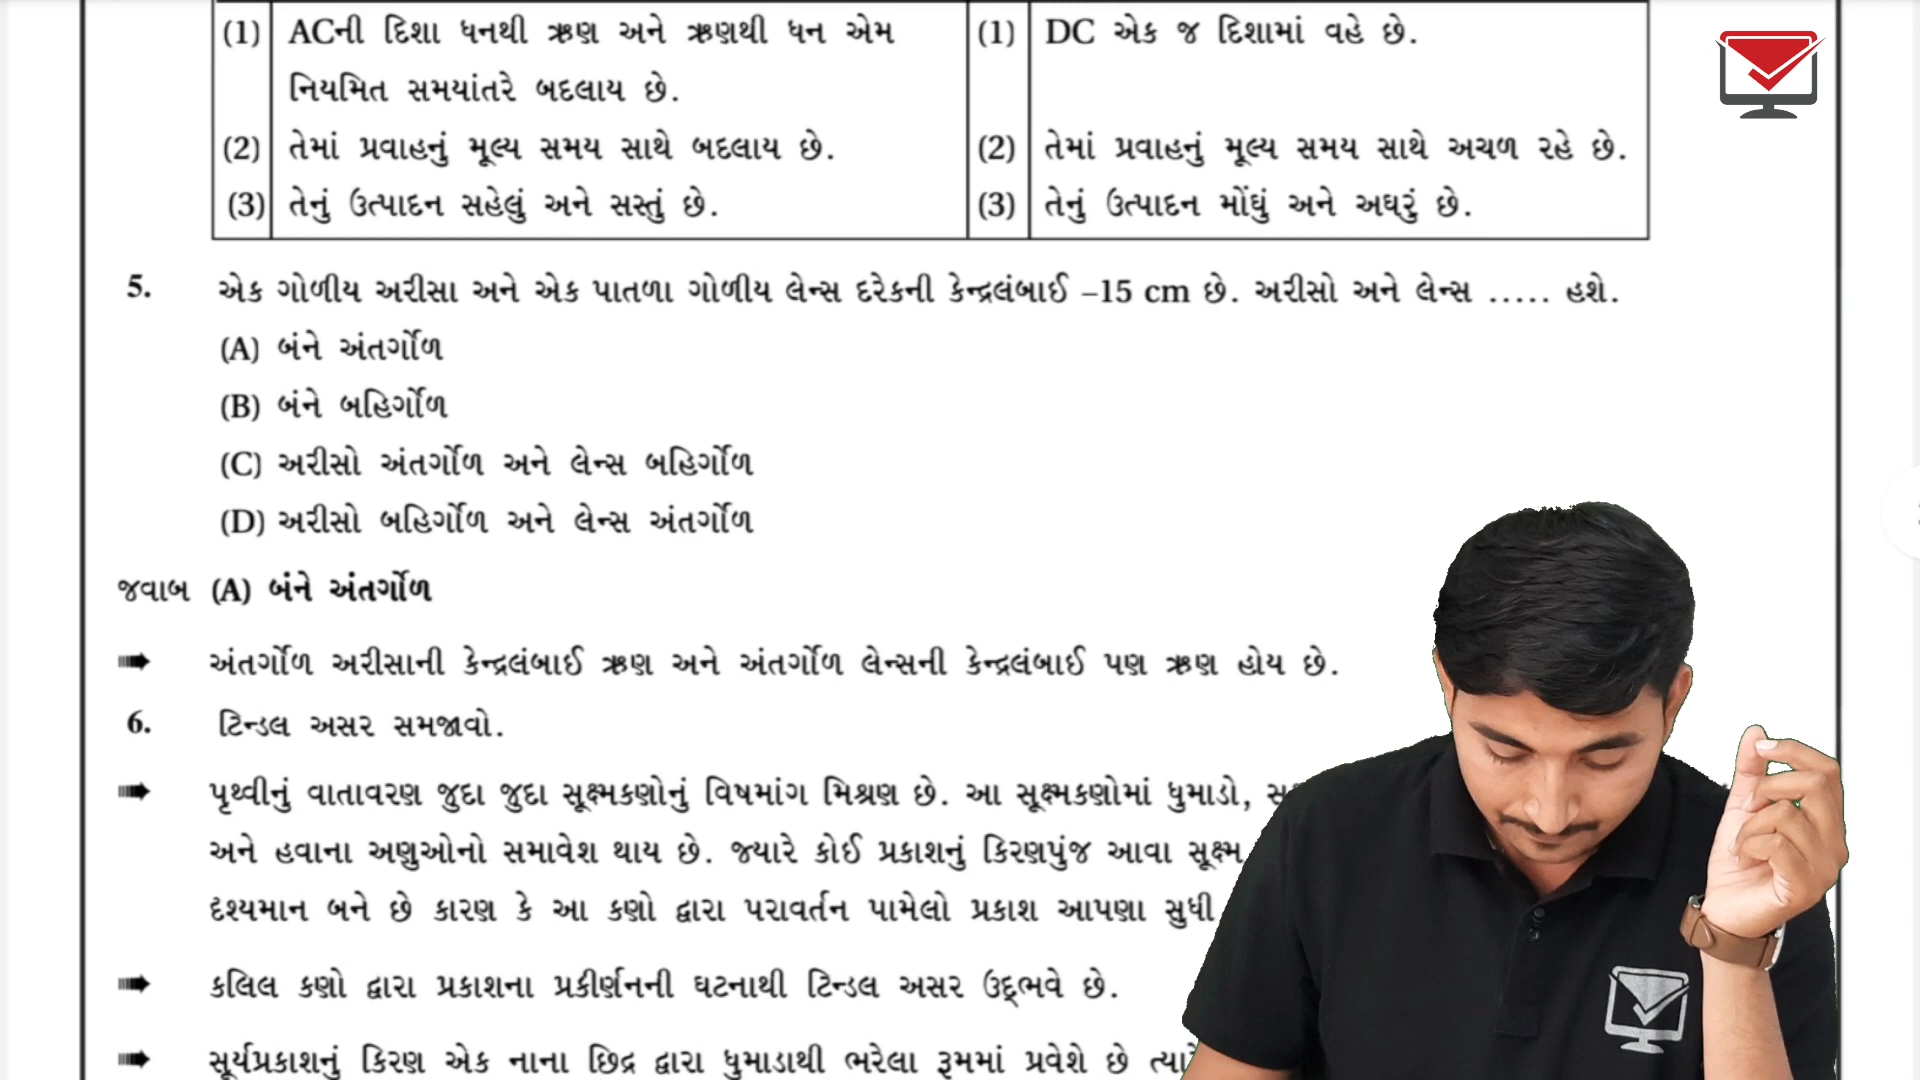 (1) ACની દિશા ધનથી ઋણ અને ઋણથી ધન એમ (1) DC એક જ દિશામાં વહે છે.
નિયમિત સમયાંતરે બદલાય છે.
(2) તેમાં પ્રવાહનું મૂલ્ય સમય સાથે બદલાય છે. (2) તેમાં પ્રવાહનું મૂલ્ય સમય સાથે અચળ રહે છે.
(3) તેનું ઉત્પાદન સહેલું અને સસ્તું છે. (3) તેનું ઉત્પાદન મોંઘું અને અઘરું છે.
5. એક ગોળીય અરીસા અને એક પાતળા ગોળીય લેન્સ દરેકની કેન્દ્રલંબાઈ –15 cm છે. અરીસો અને લેન્સ ..... હશે.
(A) બંને અંતર્ગોળ
(B) બંને બહિર્ગોળ
(C) અરીસો અંતર્ગોળ અને લેન્સ બહિર્ગોળ
(D) અરીસો બહિર્ગોળ અને લેન્સ અંતર્ગોળ
જવાબ (A) બંને અંતર્ગોળ
➠ અંતર્ગોળ અરીસાની કેન્દ્રલંબાઈ ઋણ અને અંતર્ગોળ લેન્સની કેન્દ્રલંબાઈ પણ ઋણ હોય છે.
6. ટિન્ડલ અસર સમજાવો.
➠ પૃથ્વીનું વાતાવરણ જુદા જુદા સૂક્ષ્મકણોનું વિષમાંગ મિશ્રણ છે. આ સૂક્ષ્મકણોમાં ધુમાડો,
અને હવાના અણુઓનો સમાવેશ થાય છે. જ્યારે કોઈ પ્રકાશનું કિરણપુંજ આવા સૂક્ષ્મ
દૃશ્યમાન બને છે કારણ કે આ કણો દ્વારા પરાવર્તન પામેલો પ્રકાશ આપણા સુધી
➠ કલિલ કણો દ્વારા પ્રકાશના પ્રકીર્ણનની ઘટનાથી ટિન્ડલ અસર ઉદ્ભવે છે.
➠ સૂર્યપ્રકાશનું કિરણ એક નાના છિદ્ર દ્વારા ધુમાડાથી ભરેલા રૂમમાં પ્રવેશે છે